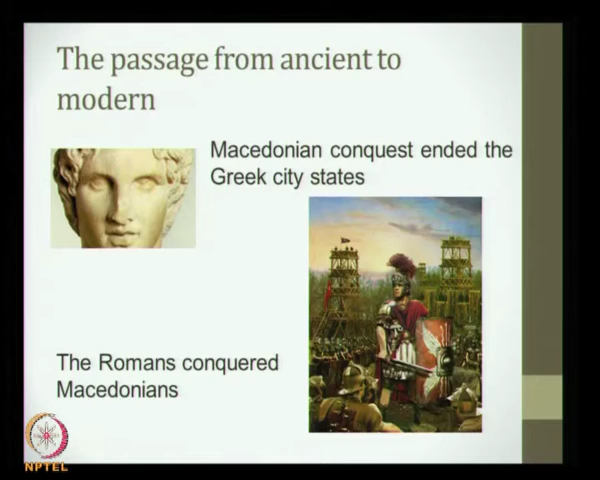 The passage from ancient to
modern
Macedonian conquest ended the
Greek city states
The Romans conquered
Macedonians
NPTEL